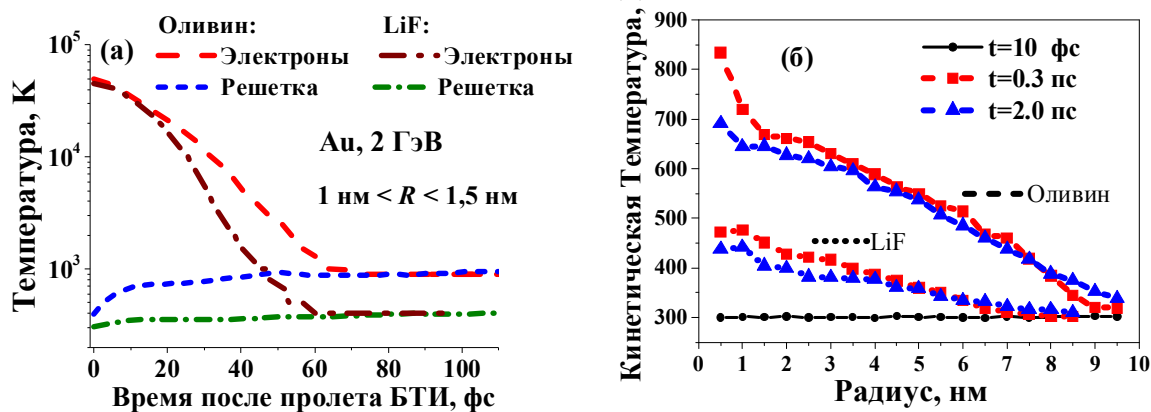 (а)
Оливин:
LiF:
Электроны
Электроны
Решетка
Решетка
Au, 2 ГэВ
1 нм < R < 1,5 нм
Температура, К
10⁵
10⁴
10³
0 20 40 60 80 100
Время после пролета БТИ, фс
(б)
t=10 фс
t=0.3 пс
t=2.0 пс
Оливин
LiF
Кинетическая Температура,
900
800
700
600
500
400
300
0 1 2 3 4 5 6 7 8 9 10
Радиус, нм